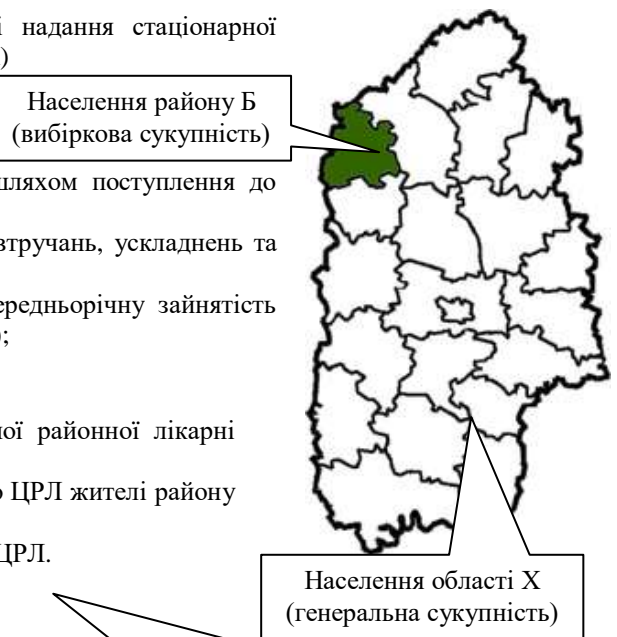 і надання стаціонарної
)
Населення району Б
(вибіркова сукупність)
шляхом поступлення до
втручань, ускладнень та
середньорічну зайнятість
);
ної районної лікарні
о ЦРЛ жителі району
ЦРЛ.
Населення області Х
(генеральна сукупність)